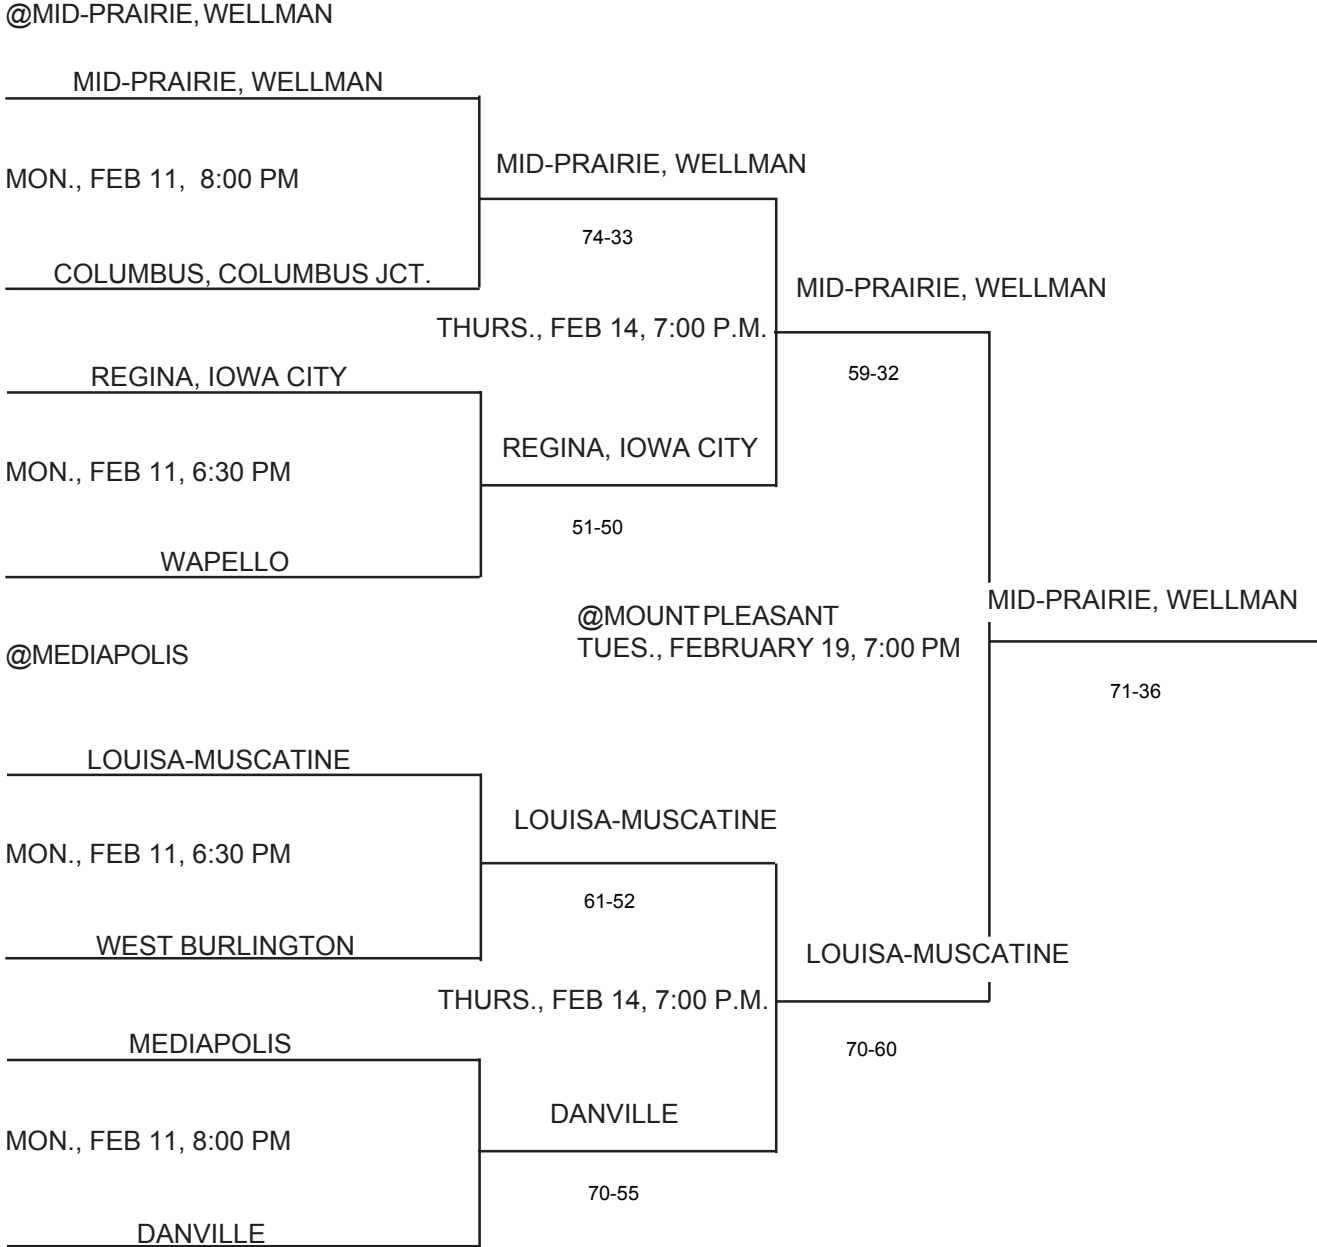 @MID-PRAIRIE, WELLMAN
MID-PRAIRIE, WELLMAN
MON., FEB 11, 8:00 PM
MID-PRAIRIE, WELLMAN
74-33
COLUMBUS, COLUMBUS JCT.
MID-PRAIRIE, WELLMAN
THURS., FEB 14, 7:00 P.M.
REGINA, IOWA CITY
59-32
REGINA, IOWA CITY
MON., FEB 11, 6:30 PM
51-50
WAPELLO
@MOUNT PLEASANT
TUES., FEBRUARY 19, 7:00 PM
MID-PRAIRIE, WELLMAN
71-36
@MEDIAPOLIS
LOUISA-MUSCATINE
LOUISA-MUSCATINE
MON., FEB 11, 6:30 PM
61-52
WEST BURLINGTON
LOUISA-MUSCATINE
THURS., FEB 14, 7:00 P.M.
MEDIAPOLIS
70-60
DANVILLE
MON., FEB 11, 8:00 PM
70-55
DANVILLE